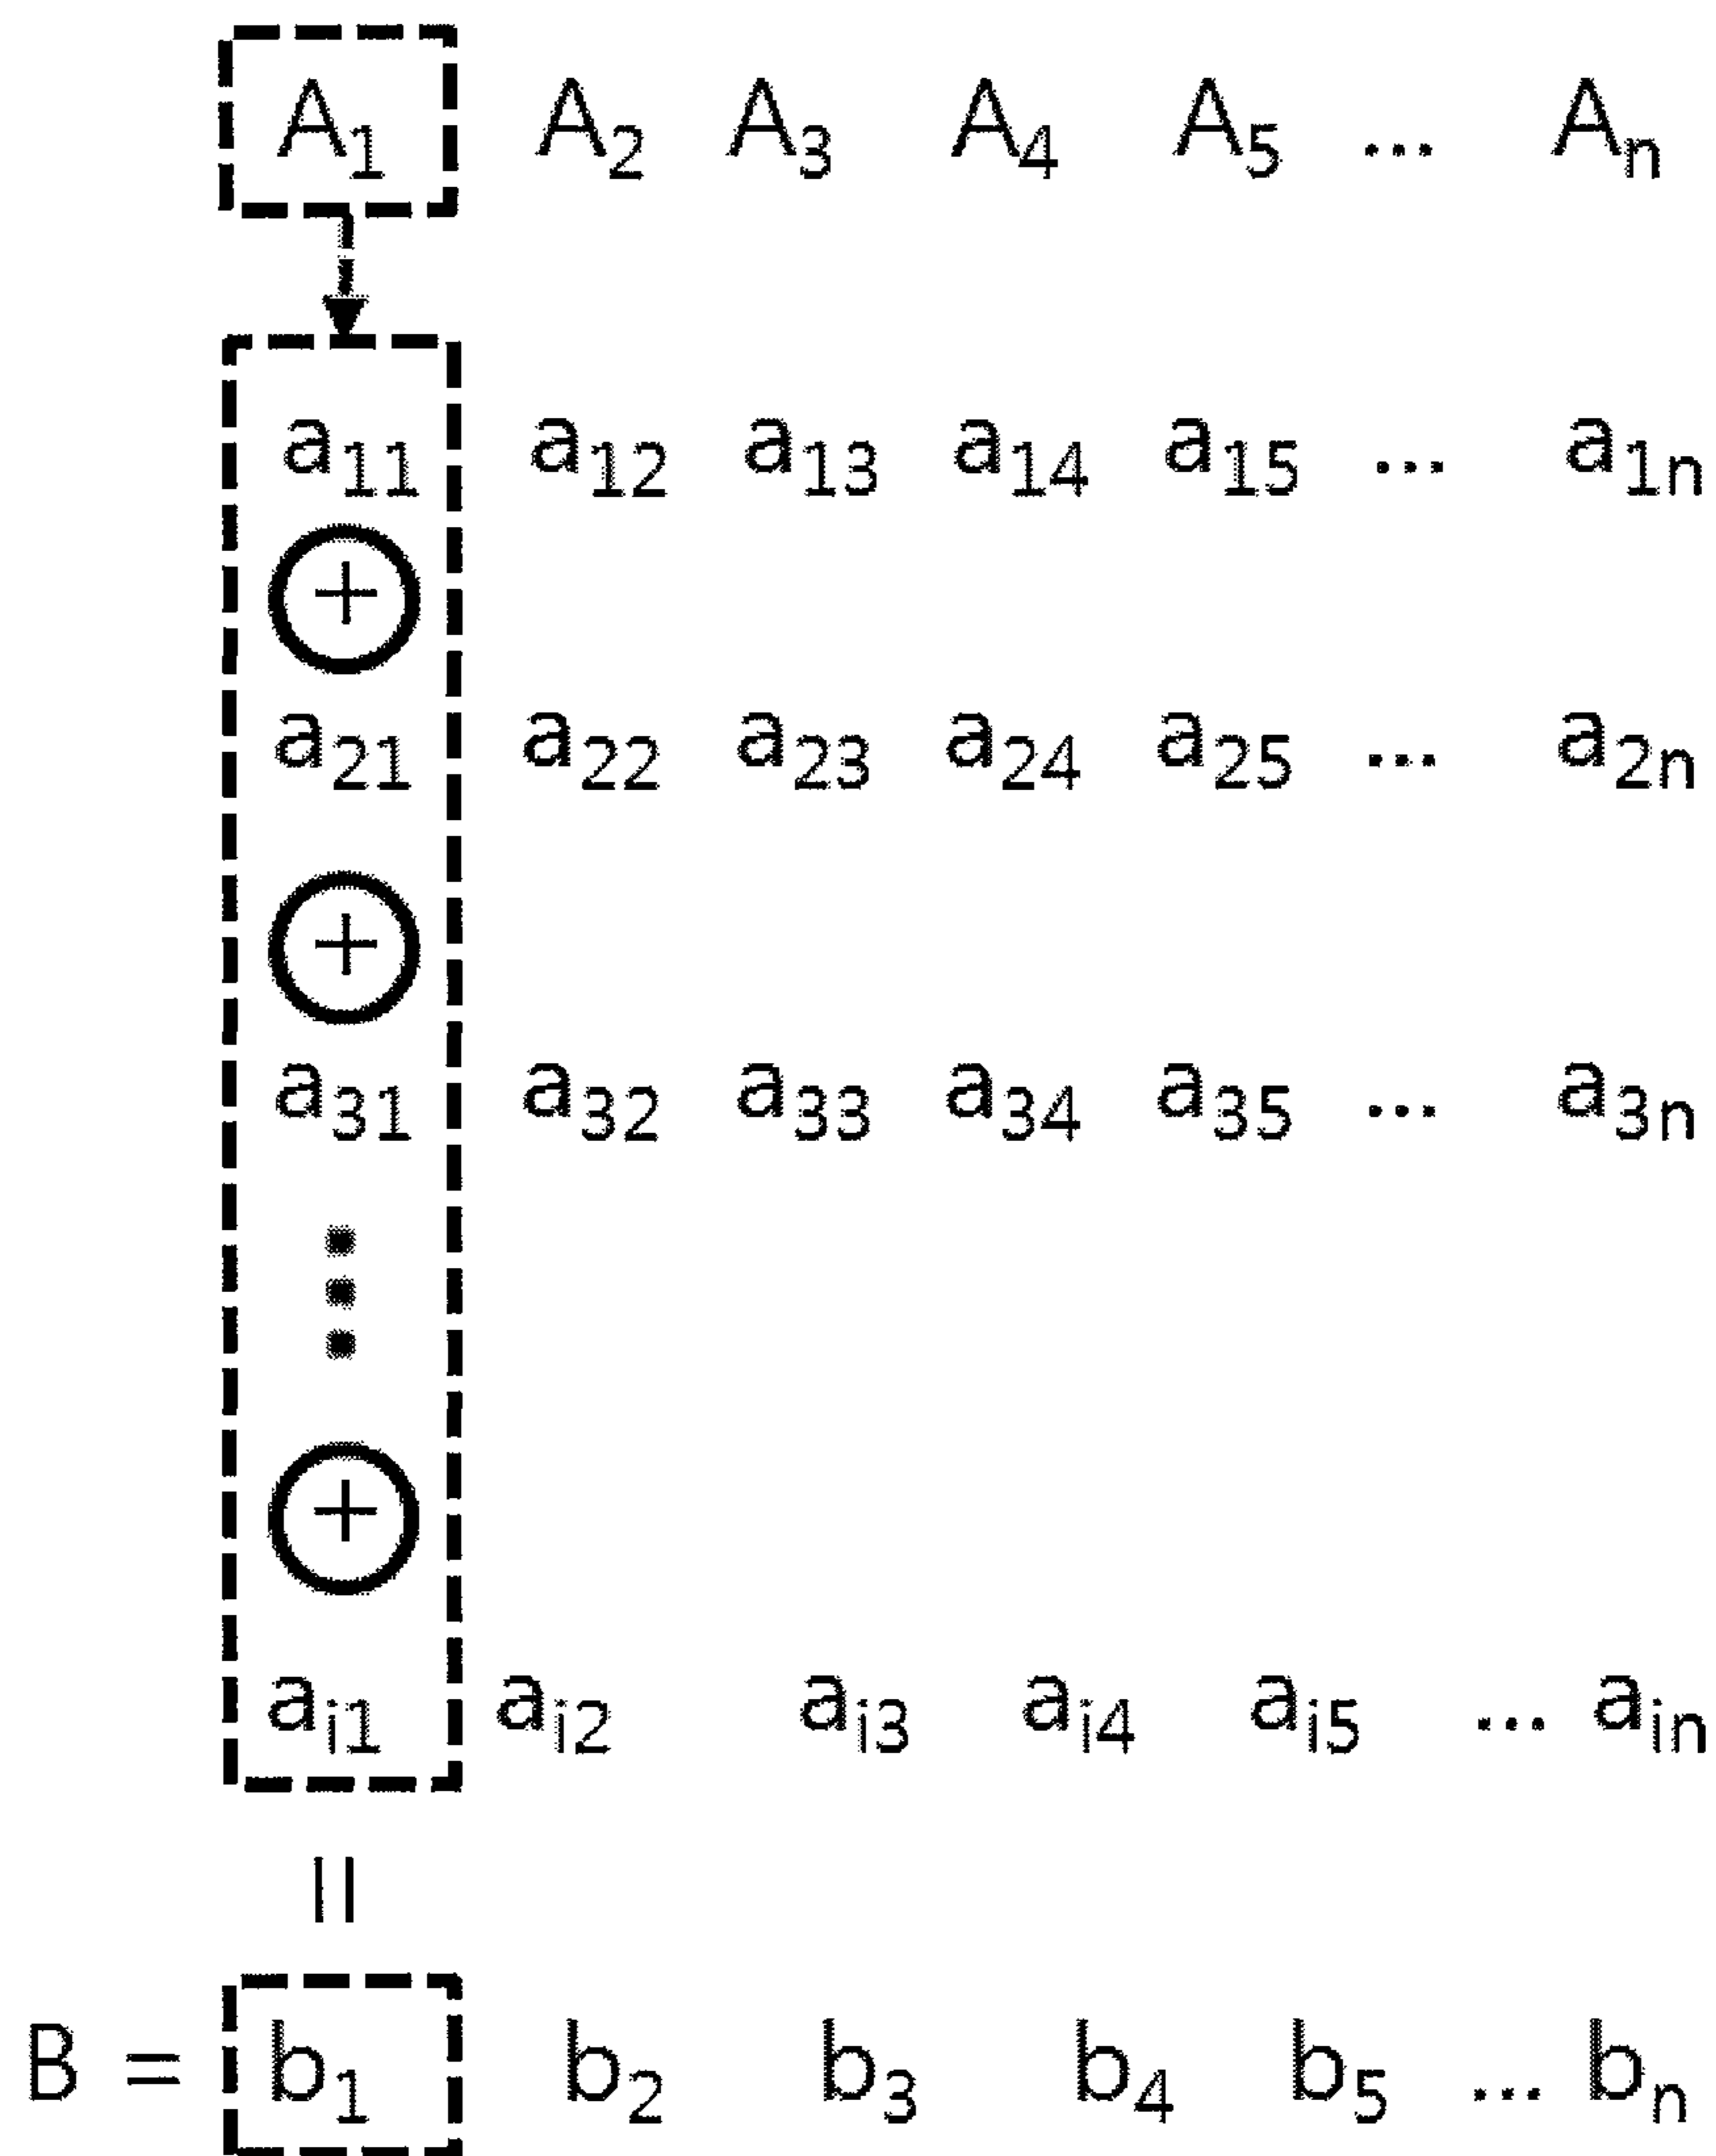 A₁ A₂ A₃ A₄ A₅ ... Aₙ
a₁₁ a₁₂ a₁₃ a₁₄ a₁₅ ... a₁ₙ
+
a₂₁ a₂₂ a₂₃ a₂₄ a₂₅ ... a₂ₙ
+
a₃₁ a₃₂ a₃₃ a₃₄ a₃₅ ... a₃ₙ
+
aᵢ₁ aᵢ₂ aᵢ₃ aᵢ₄ aᵢ₅ ... aᵢₙ
=
B = b₁ b₂ b₃ b₄ b₅ ... bₙ